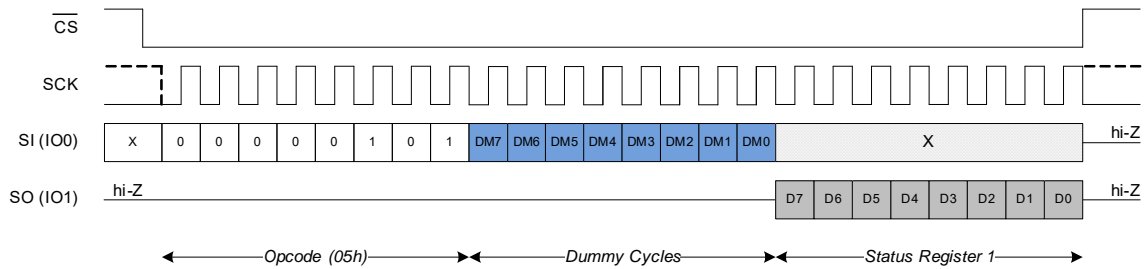 CS
SCK
SI (IO0) X 0 0 0 0 0 1 0 1 DM7 DM6 DM5 DM4 DM3 DM2 DM1 DM0 X hi-Z
SO (IO1) hi-Z D7 D6 D5 D4 D3 D2 D1 D0 hi-Z
Opcode (05h) Dummy Cycles Status Register 1